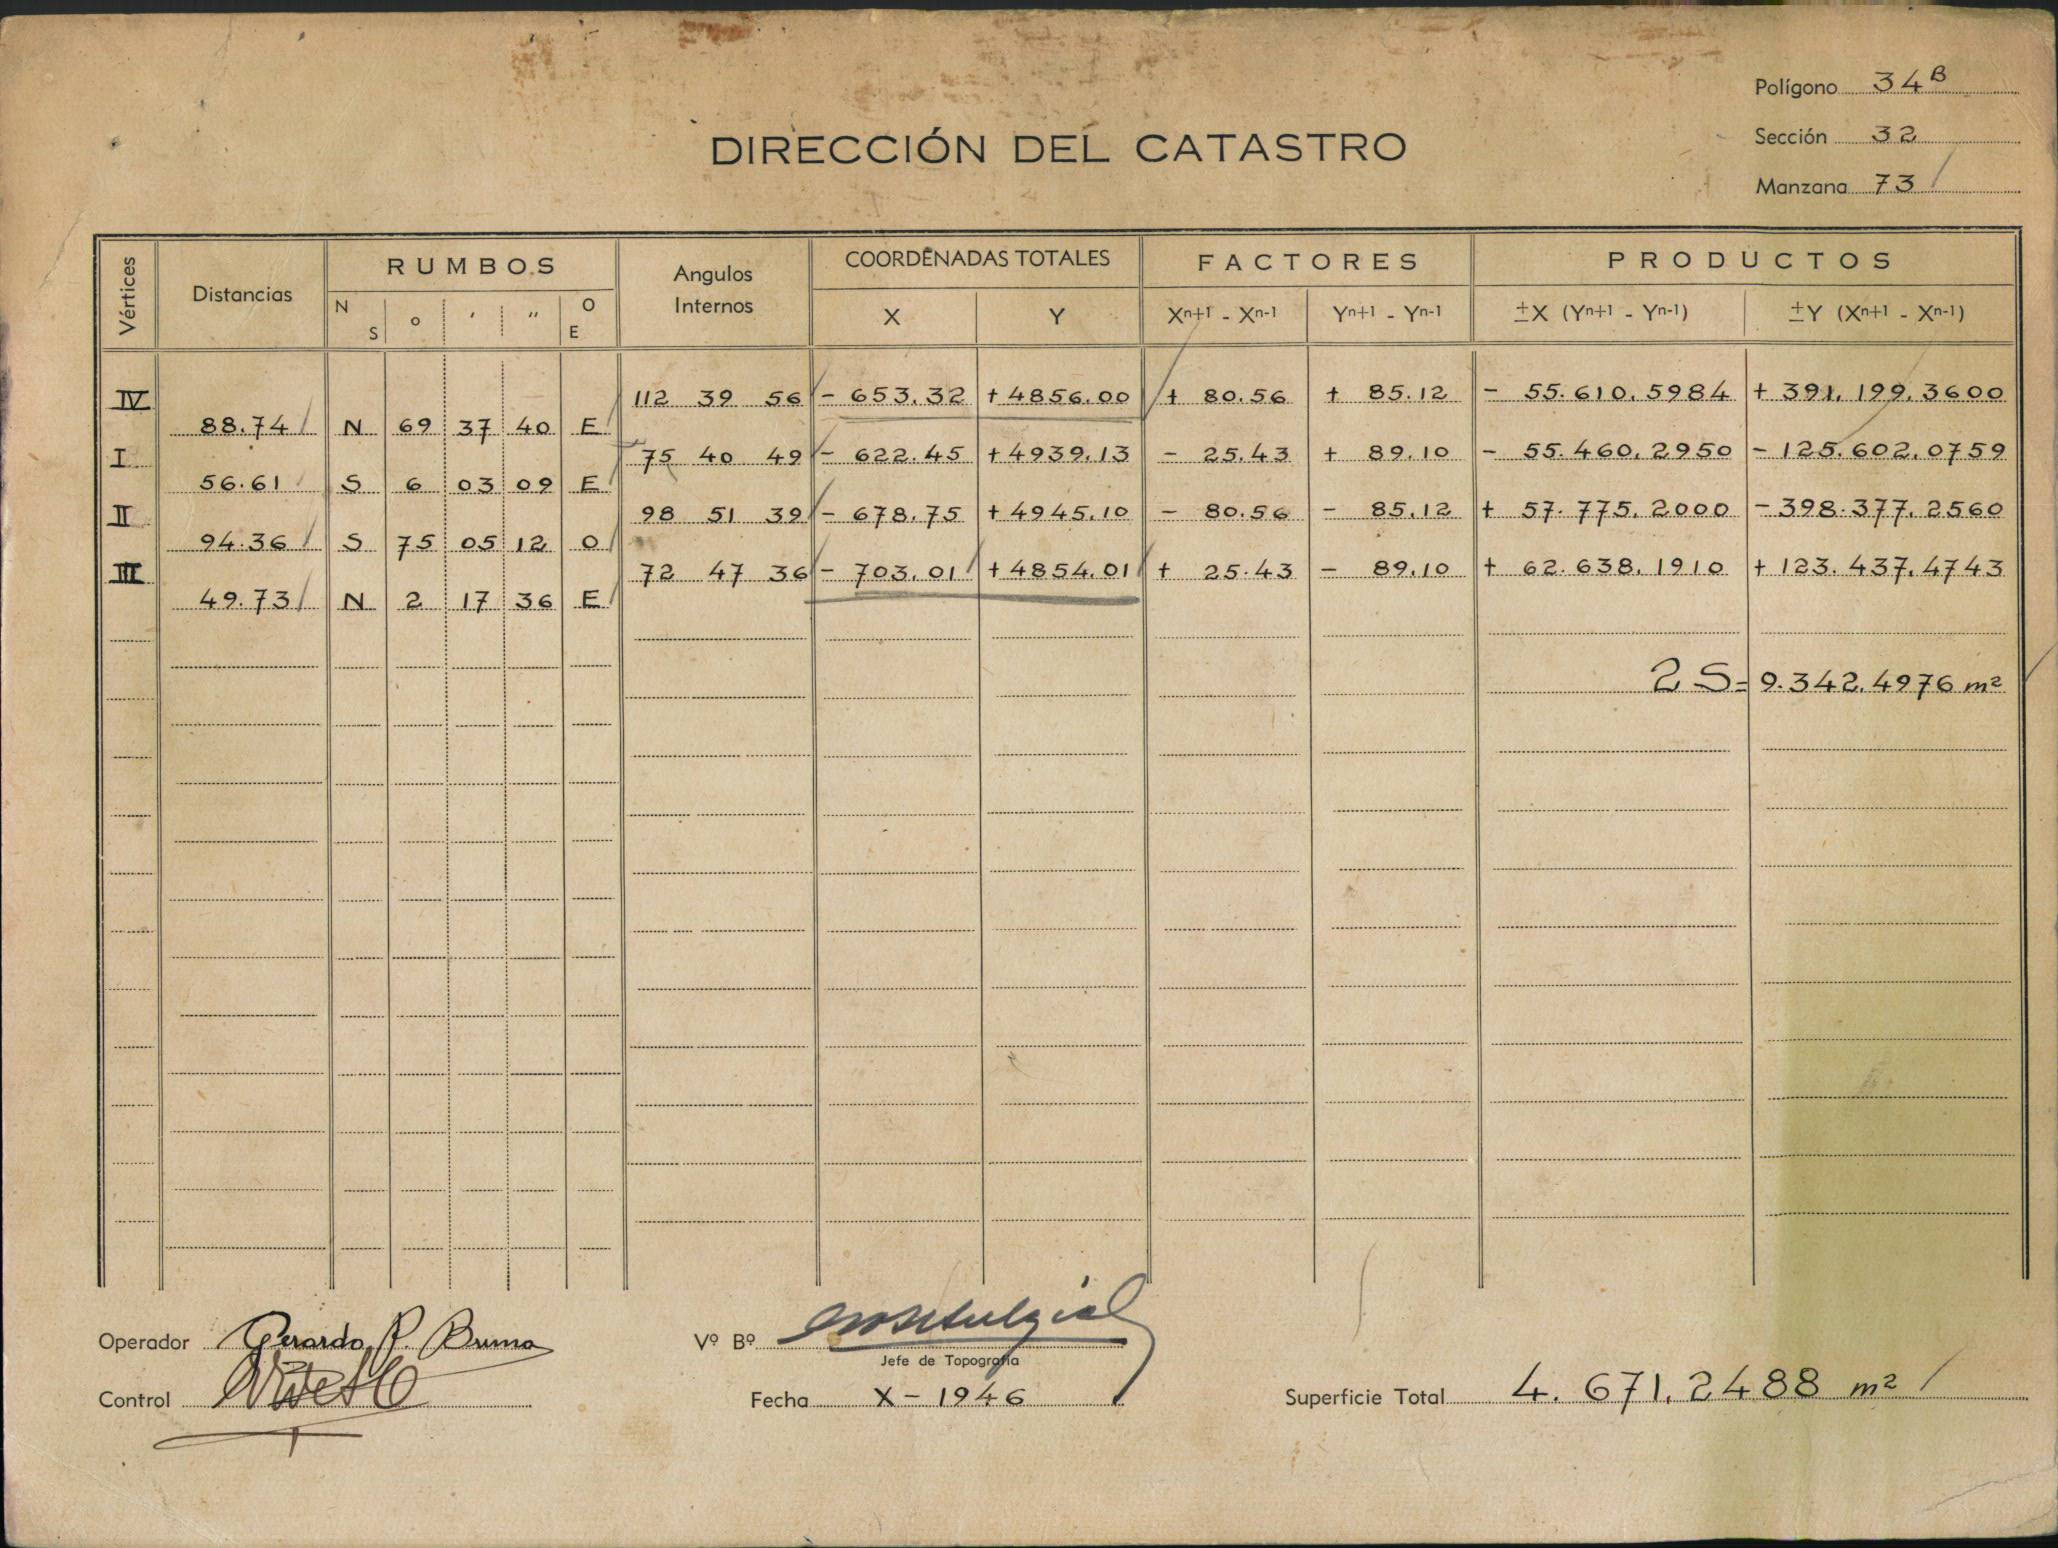 Polígono 34ᴮ
Sección 32
Manzana 73
DIRECCIÓN DEL CATASTRO
Vértices Distancias RUMBOS Angulos Internos COORDENADAS TOTALES FACTORES PRODUCTOS
N S ° ′ ″ O E X Y Xⁿ⁺¹ - Xⁿ⁻¹ Yⁿ⁺¹ - Yⁿ⁻¹ ±X (Yⁿ⁺¹ - Yⁿ⁻¹) ±Y (Xⁿ⁺¹ - Xⁿ⁻¹)
IV 112 39 56 - 653.32 +4856.00 + 80.56 + 85.12 - 55.610.5984 + 391.199.3600
88.74 N 69 37 40 E
I 75 40 49 - 622.45 +4939.13 - 25.43 + 89.10 - 55.460.2950 - 125.602.0759
56.61 S 6 03 09 E
II 98 51 39 - 678.75 +4945.10 - 80.56 - 85.12 + 57.775.2000 - 398.377.2560
94.36 S 75 05 12 O
III 72 47 36 - 703.01 +4854.01 + 25.43 - 89.10 + 62.638.1910 + 123.437.4743
49.73 N 2 17 36 E
2S= 9.342.4976 m²
Operador Gerardo P. Bruna
Vº Bº
Jefe de Topografía
Control
Fecha X-1946
Superficie Total 4.671.2488 m²